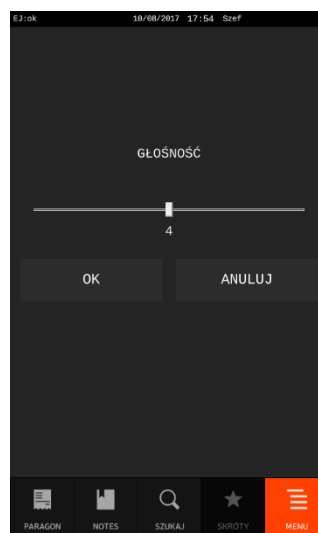 EJ:ok 10/08/2017 17:54 Szef
GŁOŚNOŚĆ
4
OK ANULUJ
PARAGON NOTES SZUKAJ SKRÓTY MENU